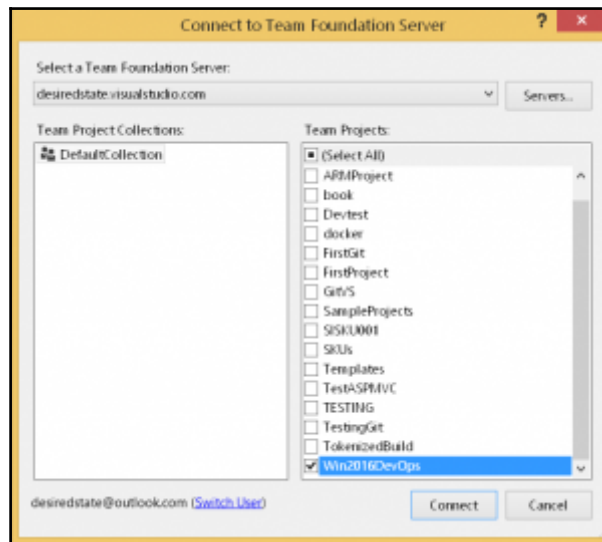 Connect to Team Foundation Server
?
Select a Team Foundation Server:
desiredstate.visualstudio.com
Servers...
Team Project Collections:
DefaultCollection
Team Projects:
(Select All)
ARMProject
book
Devtest
docker
FirstGit
FirstProject
GitVS
SampleProjects
SISKU001
SKUs
Templates
TestASPMVC
TESTING
TestingGit
TokenizedBuild
Win2016DevOps
desiredstate@outlook.com (Switch User)
Connect
Cancel